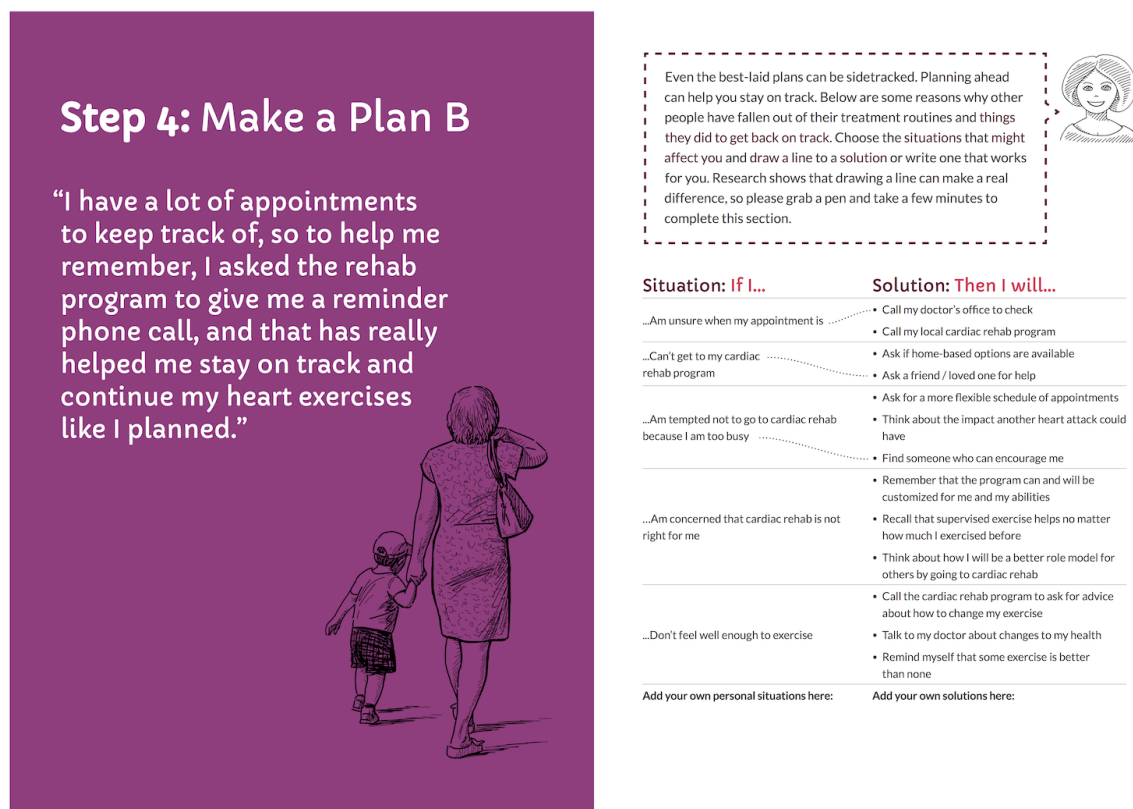 Step 4: Make a Plan B
“I have a lot of appointments
to keep track of, so to help me
remember, I asked the rehab
program to give me a reminder
phone call, and that has really
helped me stay on track and
continue my heart exercises
like I planned.”
Even the best-laid plans can be sidetracked. Planning ahead
can help you stay on track. Below are some reasons why other
people have fallen out of their treatment routines and things
they did to get back on track. Choose the situations that might
affect you and draw a line to a solution or write one that works
for you. Research shows that drawing a line can make a real
difference, so please grab a pen and take a few minutes to
complete this section.
Situation: If I...
Solution: Then I will...
...Am unsure when my appointment is
• Call my doctor’s office to check
• Call my local cardiac rehab program
...Can’t get to my cardiac
rehab program
• Ask if home-based options are available
• Ask a friend / loved one for help
...Am tempted not to go to cardiac rehab
because I am too busy
• Ask for a more flexible schedule of appointments
• Think about the impact another heart attack could
have
• Find someone who can encourage me
...Am concerned that cardiac rehab is not
right for me
• Remember that the program can and will be
customized for me and my abilities
• Recall that supervised exercise helps no matter
how much I exercised before
• Think about how I will be a better role model for
others by going to cardiac rehab
...Don’t feel well enough to exercise
• Call the cardiac rehab program to ask for advice
about how to change my exercise
• Talk to my doctor about changes to my health
• Remind myself that some exercise is better
than none
Add your own personal situations here:
Add your own solutions here: